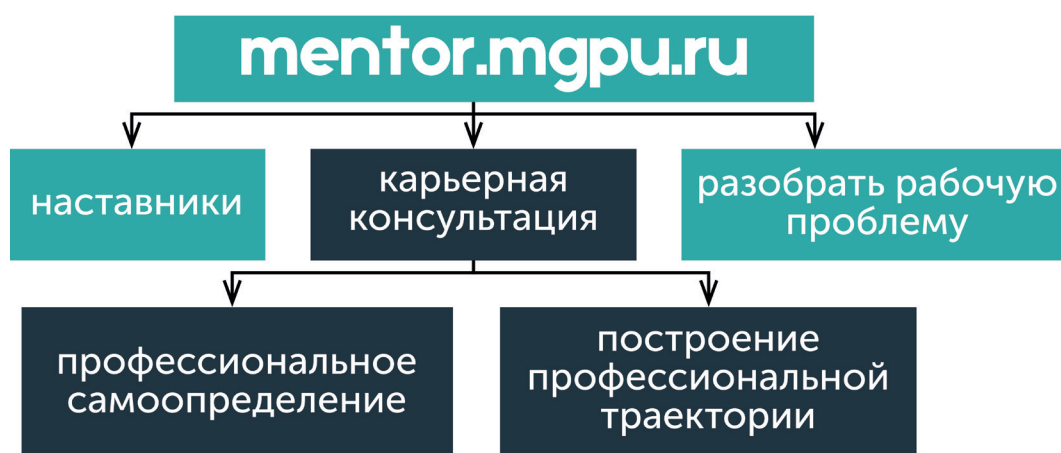 mentor.mgpu.ru
наставники
карьерная
консультация
разобрать рабочую
проблему
профессиональное
самоопределение
построение
профессиональной
траектории